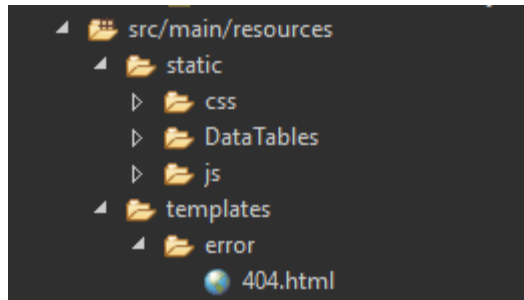 src/main/resources
static
css
DataTables
js
templates
error
404.html